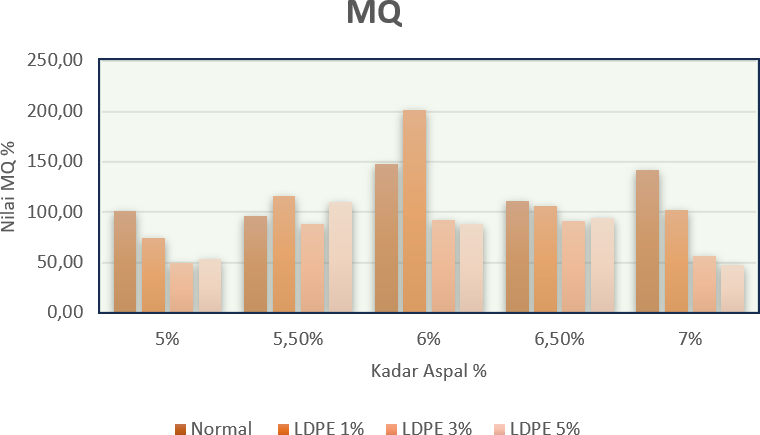 MQ
250,00
200,00
150,00
100,00
50,00
0,00
Nilai MQ %
5% 5,50% 6% 6,50% 7%
Kadar Aspal %
Normal LDPE 1% LDPE 3% LDPE 5%